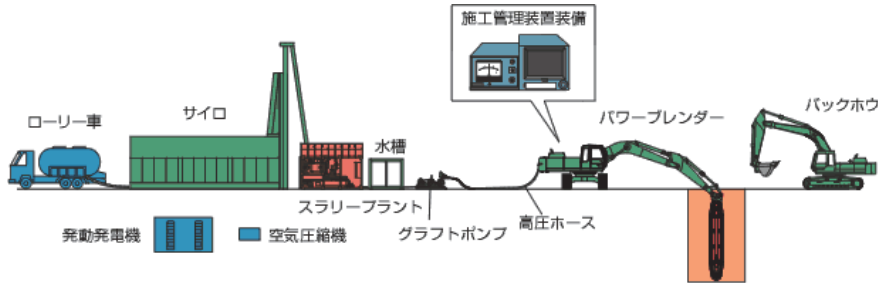 施工管理装置装備
ローリー車
サイロ
水槽
パワーブレンダー
バックホウ
スラリープラント
グラフトポンプ
高圧ホース
発動発電機
空気圧縮機